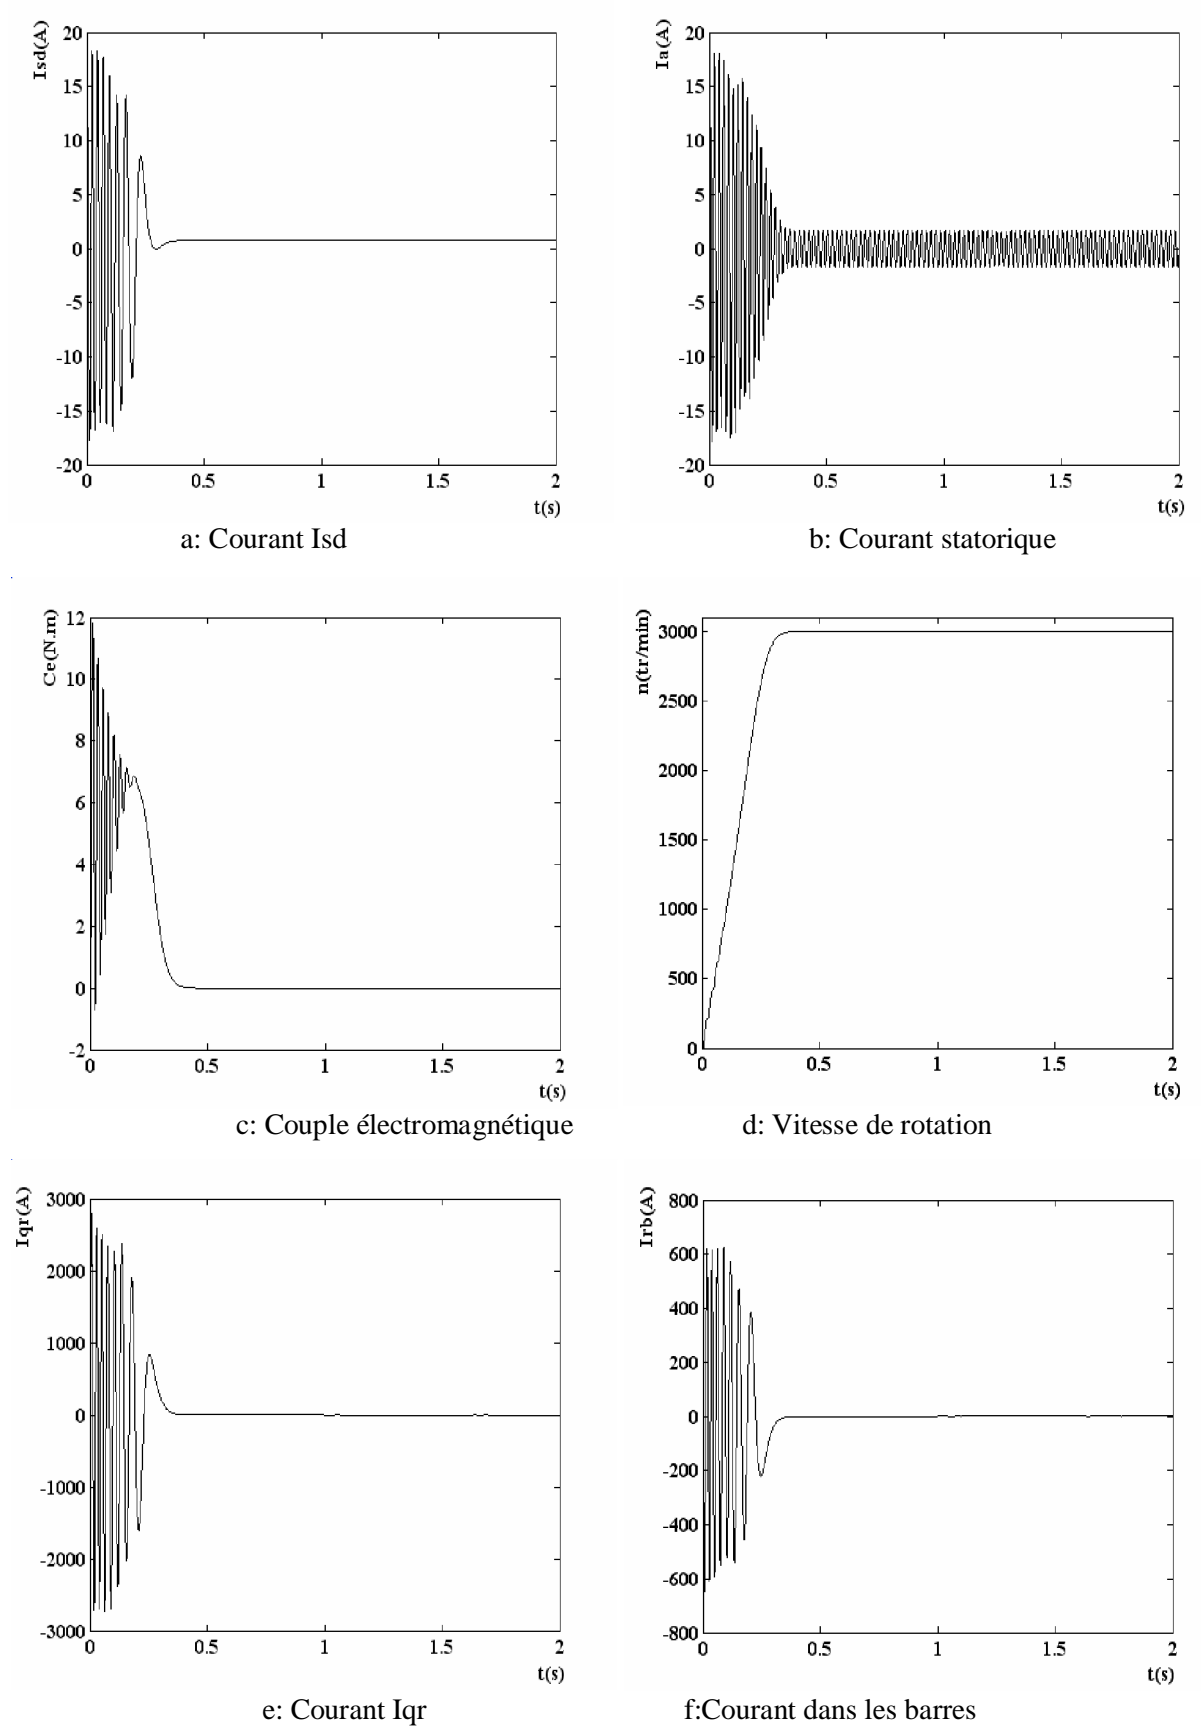 Isd(A)
20
15
10
5
0
-5
-10
-15
-20
0 0.5 1 1.5 2
t(s)
a: Courant Isd
Ia(A)
20
15
10
5
0
-5
-10
-15
-20
0 0.5 1 1.5 2
t(s)
b: Courant statorique
Ce(N.m)
12
10
8
6
4
2
0
-2
0 0.5 1 1.5 2
t(s)
c: Couple électromagnétique
n(tr/min)
3000
2500
2000
1500
1000
500
0
0 0.5 1 1.5 2
t(s)
d: Vitesse de rotation
Iqr(A)
3000
2000
1000
0
-1000
-2000
-3000
0 0.5 1 1.5 2
t(s)
e: Courant Iqr
Irb(A)
800
600
400
200
0
-200
-400
-600
-800
0 0.5 1 1.5 2
t(s)
f:Courant dans les barres